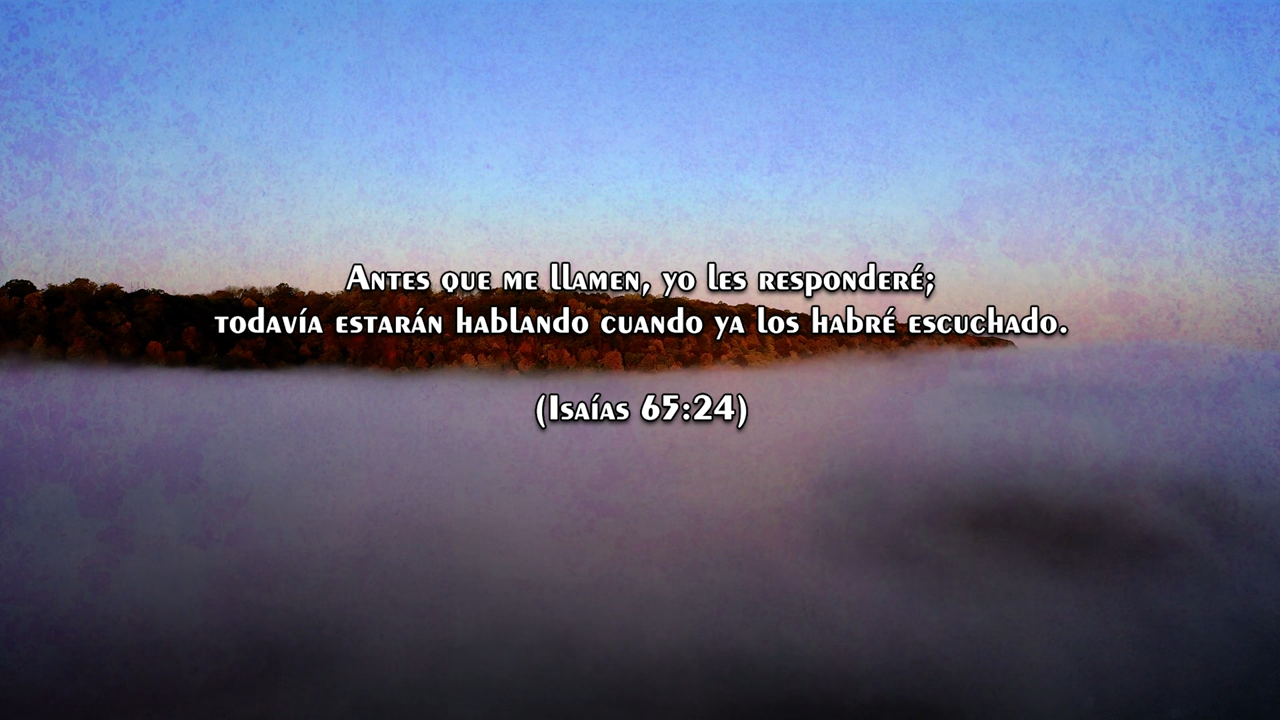 Antes que me llamen, yo les responderé;
todavía estarán hablando cuando ya los habré escuchado.
(Isaías 65:24)